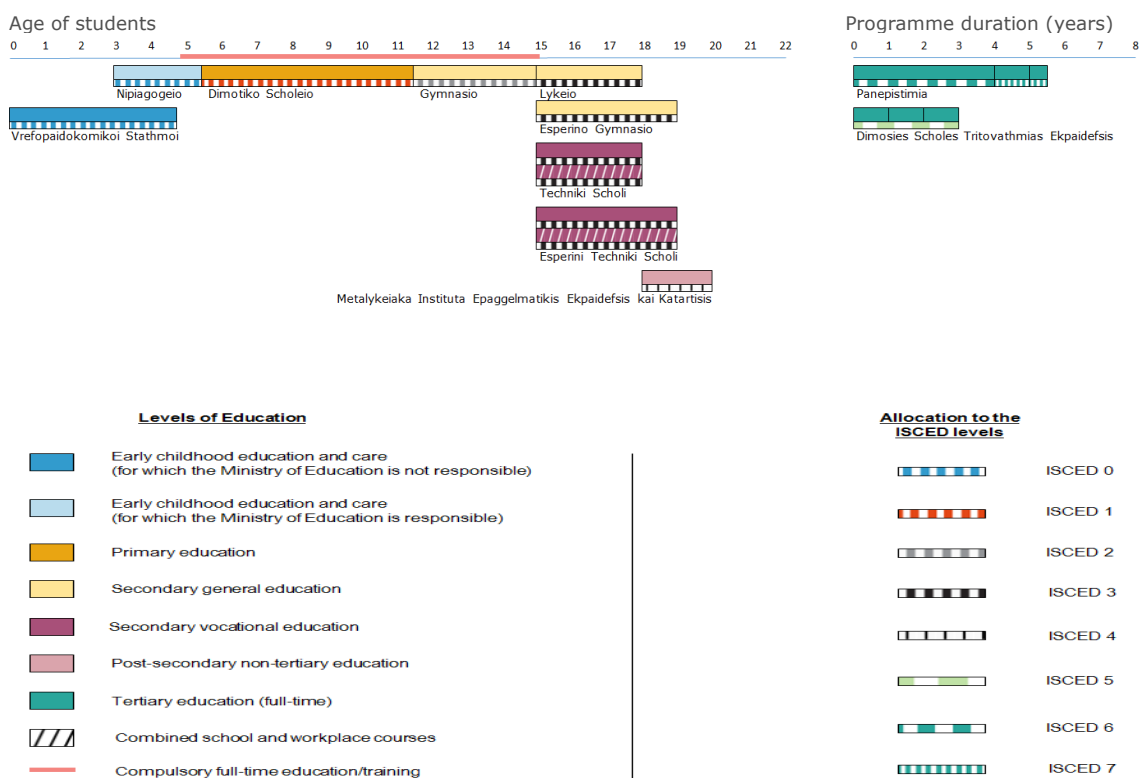 Age of students
Programme duration (years)
0 1 2 3 4 5 6 7 8 9 10 11 12 13 14 15 16 17 18 19 20 21 22
0 1 2 3 4 5 6 7 8
Nipiagogeio
Dimotiko Scholeio
Gymnasio
Lykeio
Panepistimia
Vrefopaidokomikoi Stathmoi
Esperino Gymnasio
Dimosies Scholes Tritovathmias Ekpaidefsis
Techniki Scholi
Esperini Techniki Scholi
Metalykeiaka Instituta Epaggelmatikis Ekpaidefsis kai Katartisis
Levels of Education
Early childhood education and care
(for which the Ministry of Education is not responsible)
Early childhood education and care
(for which the Ministry of Education is responsible)
Primary education
Secondary general education
Secondary vocational education
Post-secondary non-tertiary education
Tertiary education (full-time)
Combined school and workplace courses
Compulsory full-time education/training
Allocation to the
ISCED levels
ISCED 0
ISCED 1
ISCED 2
ISCED 3
ISCED 4
ISCED 5
ISCED 6
ISCED 7